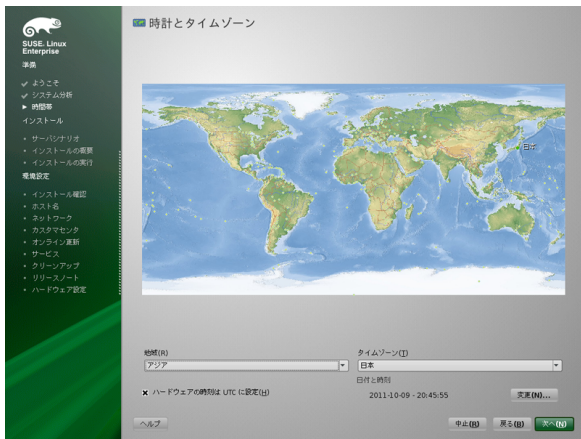 SUSE. Linux
Enterprise
時計とタイムゾーン
準備
ようこそ
システム分析
時間帯
インストール
サーバシナリオ
インストールの概要
インストールの実行
環境設定
インストール確認
ホスト名
ネットワーク
カスタマセンタ
オンライン更新
サービス
クリーンアップ
リリースノート
ハードウェア設定
日本
地域(R)
アジア
タイムゾーン(T)
日本
ハードウェアの時刻は UTC に設定(H)
日付と時刻
2011-10-09 - 20:45:55
変更(N)...
ヘルプ
中止(R)
戻る(B)
次へ(N)